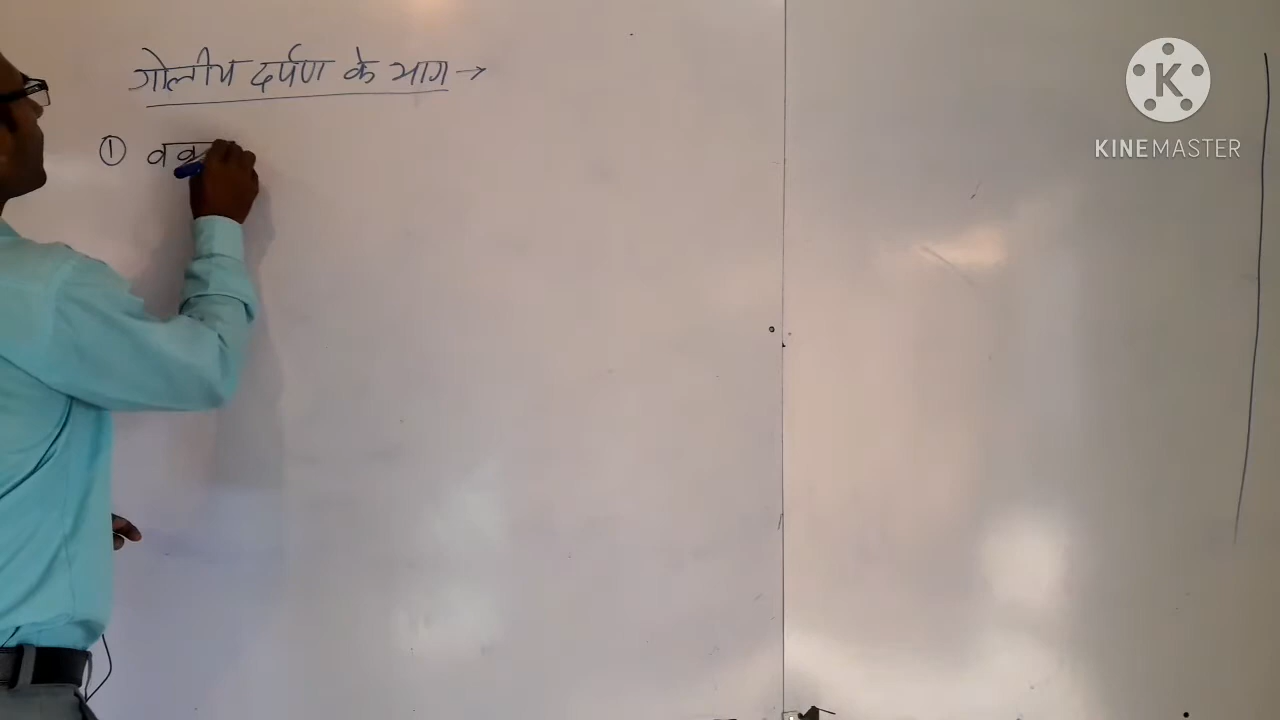 गोलीय दर्पण के भाग →
① वक्र
K
KINEMASTER